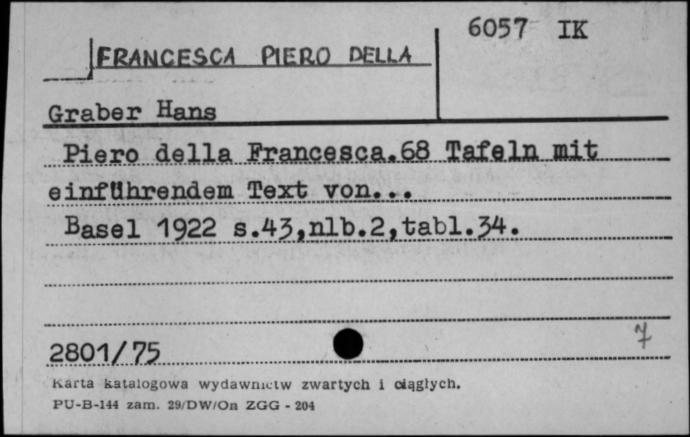 6057 IK
FRANCESCA PIERO DELLA
Graber Hans
Piero della Francesca.68 Tafeln mit
einführendem Text von...
Basel 1922 s.43,nlb.2,tabl.34.
7
2801/75
Karta katalogowa wydawnictw zwartych i ciągłych.
PU-B-144 zam. 29/DW/On ZGG - 204